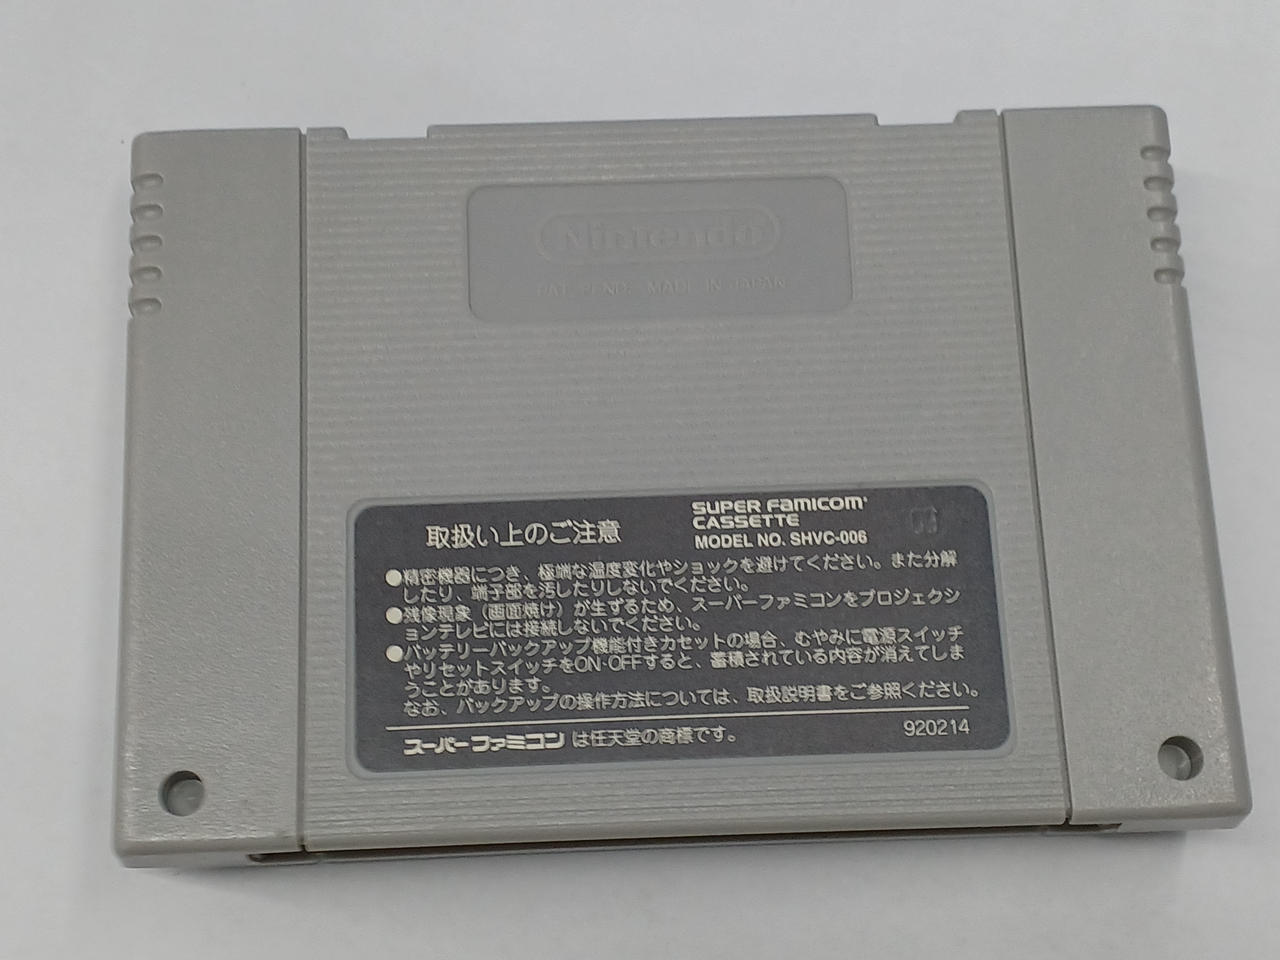 Nintendo
PAT. PEND. MADE IN JAPAN
取扱い上のご注意
SUPER FAMICOM
CASSETTE
MODEL NO. SHVC-006
●精密機器につき、極端な温度変化やショックを避けてください。また分解
したり、端子部を汚したりしないでください。
●残像現象（画面焼け）が生ずるため、スーパーファミコンをプロジェクシ
ョンテレビには接続しないでください。
●バッテリーバックアップ機能付きカセットの場合、むやみに電源スイッチ
やリセットスイッチをON・OFFすると、蓄積されている内容が消えてしま
うことがあります。
なお、バックアップの操作方法については、取扱説明書をご参照ください。
スーパーファミコンは任天堂の商標です。
920214